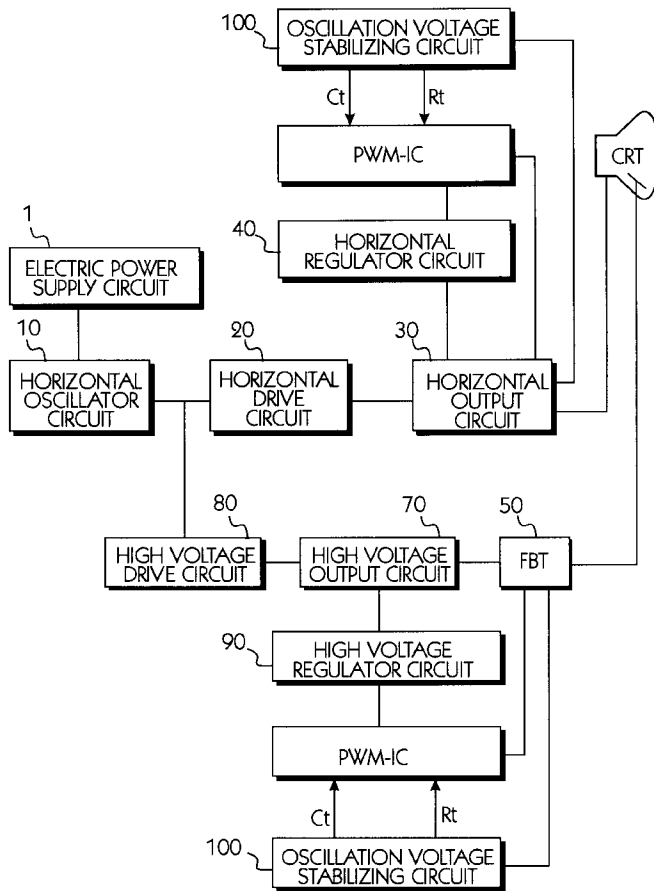 100
OSCILLATION VOLTAGE
STABILIZING CIRCUIT
Ct
Rt
PWM-IC
CRT
1
ELECTRIC POWER
SUPPLY CIRCUIT
40
HORIZONTAL
REGULATOR CIRCUIT
10
HORIZONTAL
OSCILLATOR
CIRCUIT
20
HORIZONTAL
DRIVE
CIRCUIT
30
HORIZONTAL
OUTPUT
CIRCUIT
80
HIGH VOLTAGE
DRIVE CIRCUIT
70
HIGH VOLTAGE
OUTPUT CIRCUIT
50
FBT
90
HIGH VOLTAGE
REGULATOR CIRCUIT
PWM-IC
Ct
Rt
100
OSCILLATION VOLTAGE
STABILIZING CIRCUIT